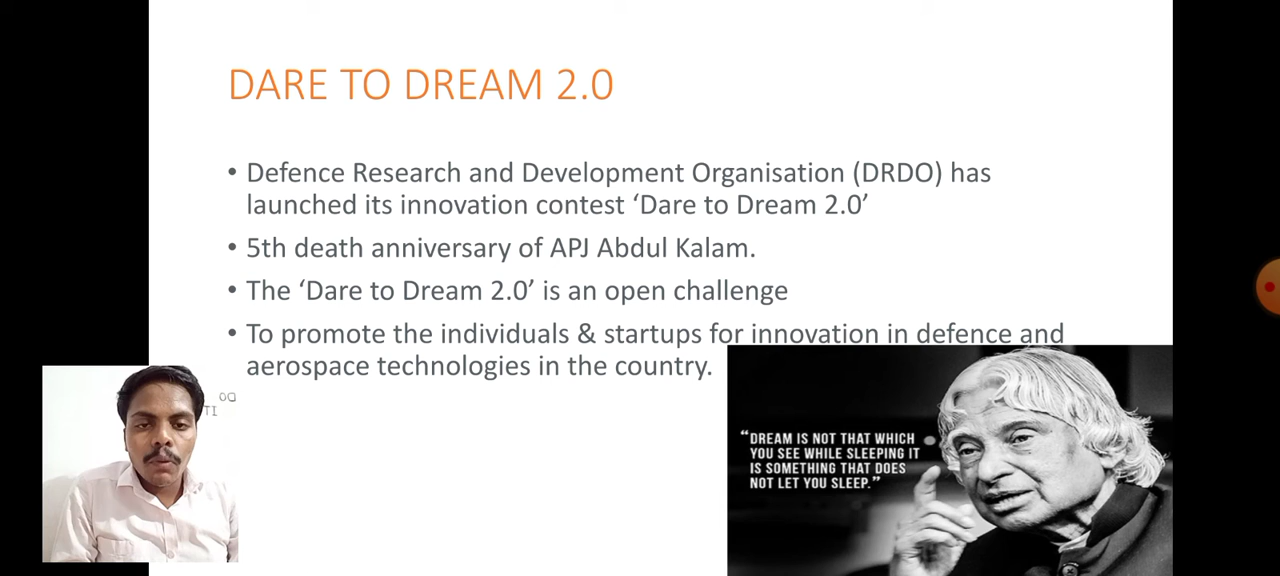 DARE TO DREAM 2.0
• Defence Research and Development Organisation (DRDO) has
launched its innovation contest ‘Dare to Dream 2.0’
• 5th death anniversary of APJ Abdul Kalam.
• The ‘Dare to Dream 2.0’ is an open challenge
• To promote the individuals & startups for innovation in defence and
aerospace technologies in the country.
“DREAM IS NOT THAT WHICH
YOU SEE WHILE SLEEPING IT
IS SOMETHING THAT DOES
NOT LET YOU SLEEP.”